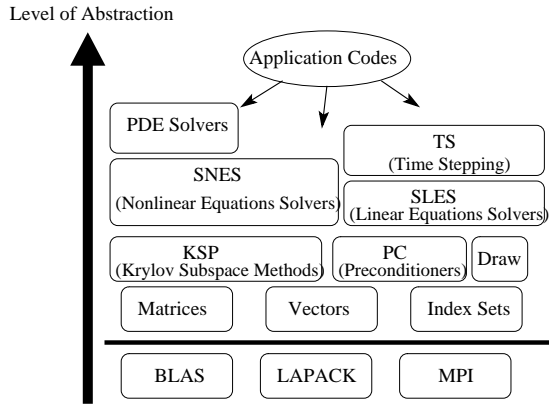 Level of Abstraction
Application Codes
PDE Solvers
TS
(Time Stepping)
SNES
(Nonlinear Equations Solvers)
SLES
(Linear Equations Solvers)
KSP
(Krylov Subspace Methods)
PC
(Preconditioners)
Draw
Matrices
Vectors
Index Sets
BLAS
LAPACK
MPI